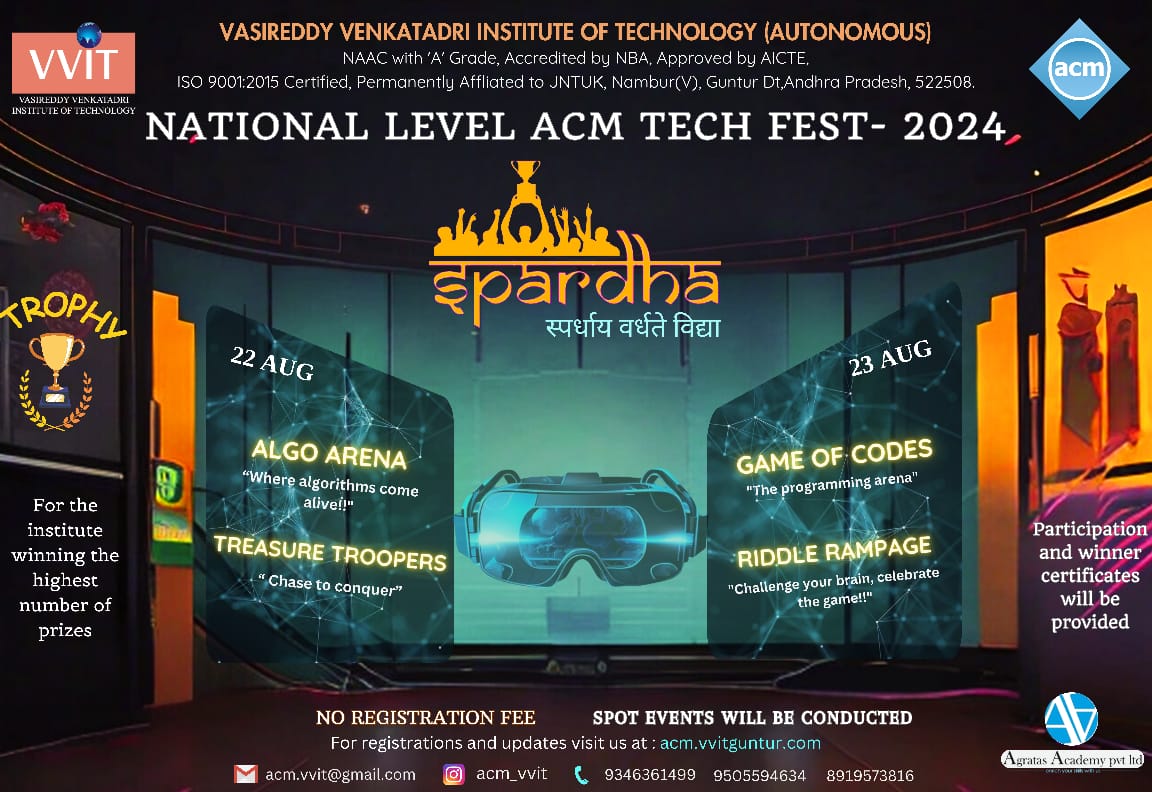 VVIT
VASIREDDY VENKATADRI
INSTITUTE OF TECHNOLOGY
VASIREDDY VENKATADRI INSTITUTE OF TECHNOLOGY (AUTONOMOUS)
NAAC with 'A' Grade, Accredited by NBA, Approved by AICTE,
ISO 9001:2015 Certified, Permanently Affliated to JNTUK, Nambur(V), Guntur Dt,Andhra Pradesh, 522508.
acm
NATIONAL LEVEL ACM TECH FEST- 2024
spardha
स्पर्धाय वर्धते विद्या
TROPHY
For the
institute
winning the
highest
number of
prizes
22 AUG
ALGO ARENA
“Where algorithms come
alive!!"
TREASURE TROOPERS
“ Chase to conquer”
23 AUG
GAME OF CODES
"The programming arena"
RIDDLE RAMPAGE
"Challenge your brain, celebrate
the game!!"
Participation
and winner
certificates
will be
provided
NO REGISTRATION FEE SPOT EVENTS WILL BE CONDUCTED
For registrations and updates visit us at : acm.vvitguntur.com
acm.vvit@gmail.com acm_vvit 9346361499 9505594634 8919573816
Agratas Academy pvt ltd
enrich your skills with us